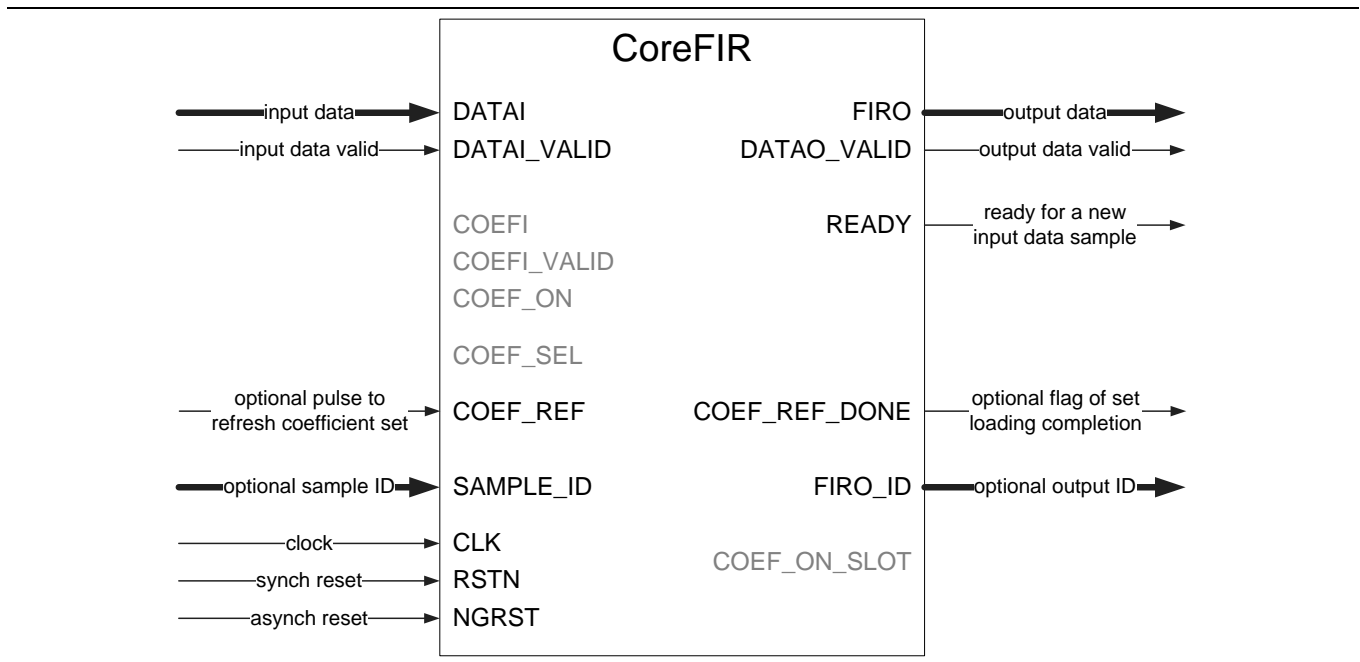 CoreFIR
input data DATAI FIRO output data
input data valid DATAI_VALID DATAO_VALID output data valid
COEFI READY ready for a new
input data sample
COEFI_VALID
COEF_ON
COEF_SEL
optional pulse to
refresh coefficient set COEF_REF COEF_REF_DONE optional flag of set
loading completion
optional sample ID SAMPLE_ID FIRO_ID optional output ID
clock CLK
COEF_ON_SLOT
synch reset RSTN
asynch reset NGRST